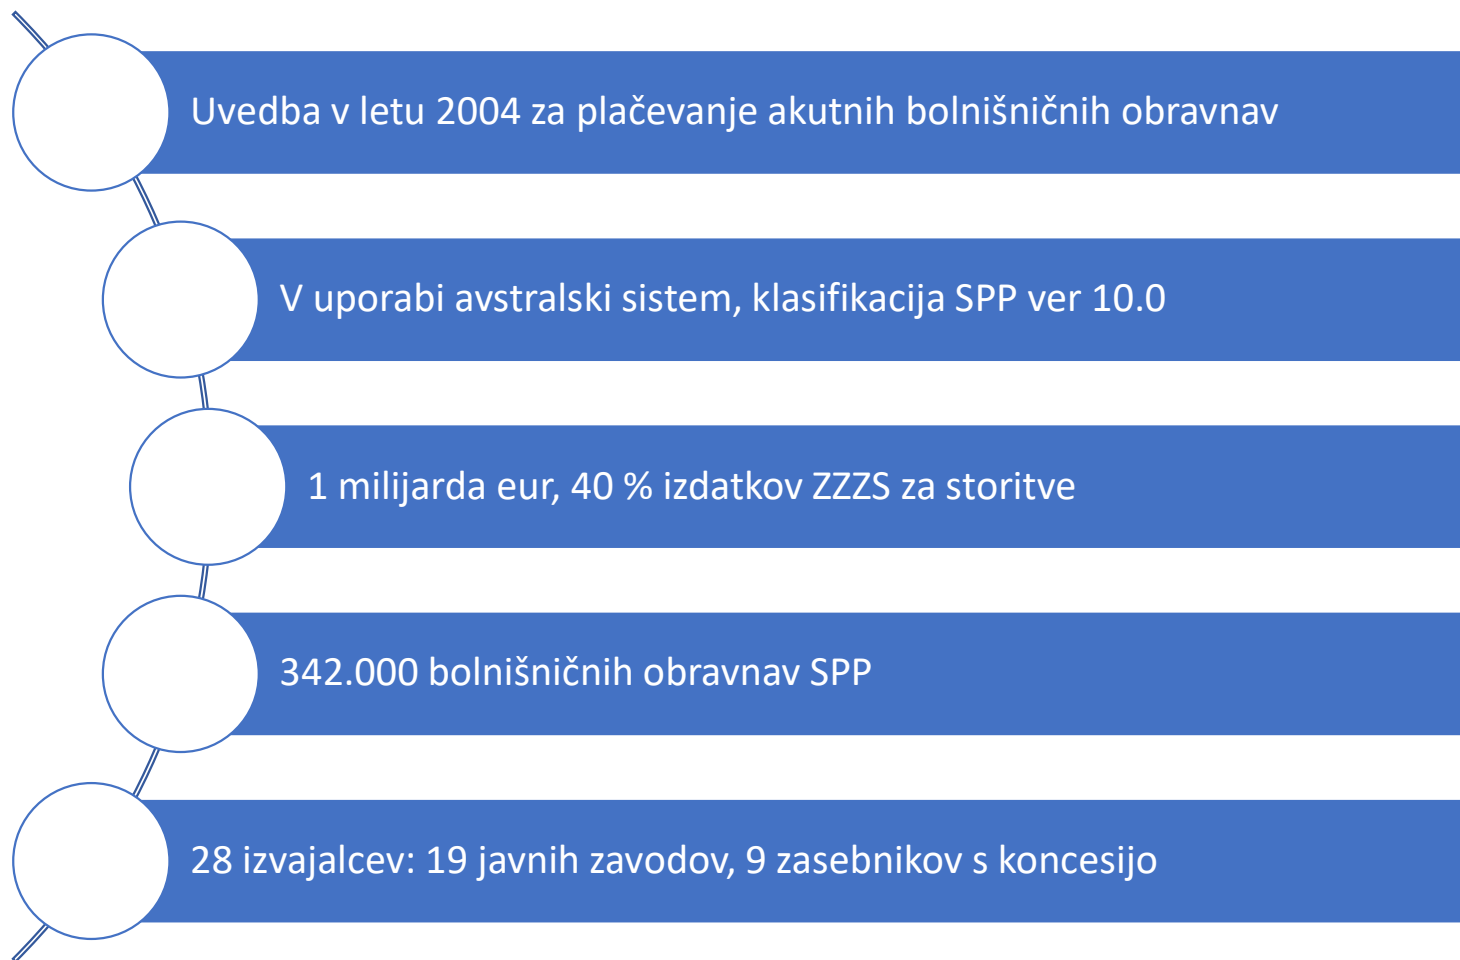 Uvedba v letu 2004 za plačevanje akutnih bolnišničnih obravnav
V uporabi avstralski sistem, klasifikacija SPP ver 10.0
1 milijarda eur, 40 % izdatkov ZZZS za storitve
342.000 bolnišničnih obravnav SPP
28 izvajalcev: 19 javnih zavodov, 9 zasebnikov s koncesijo